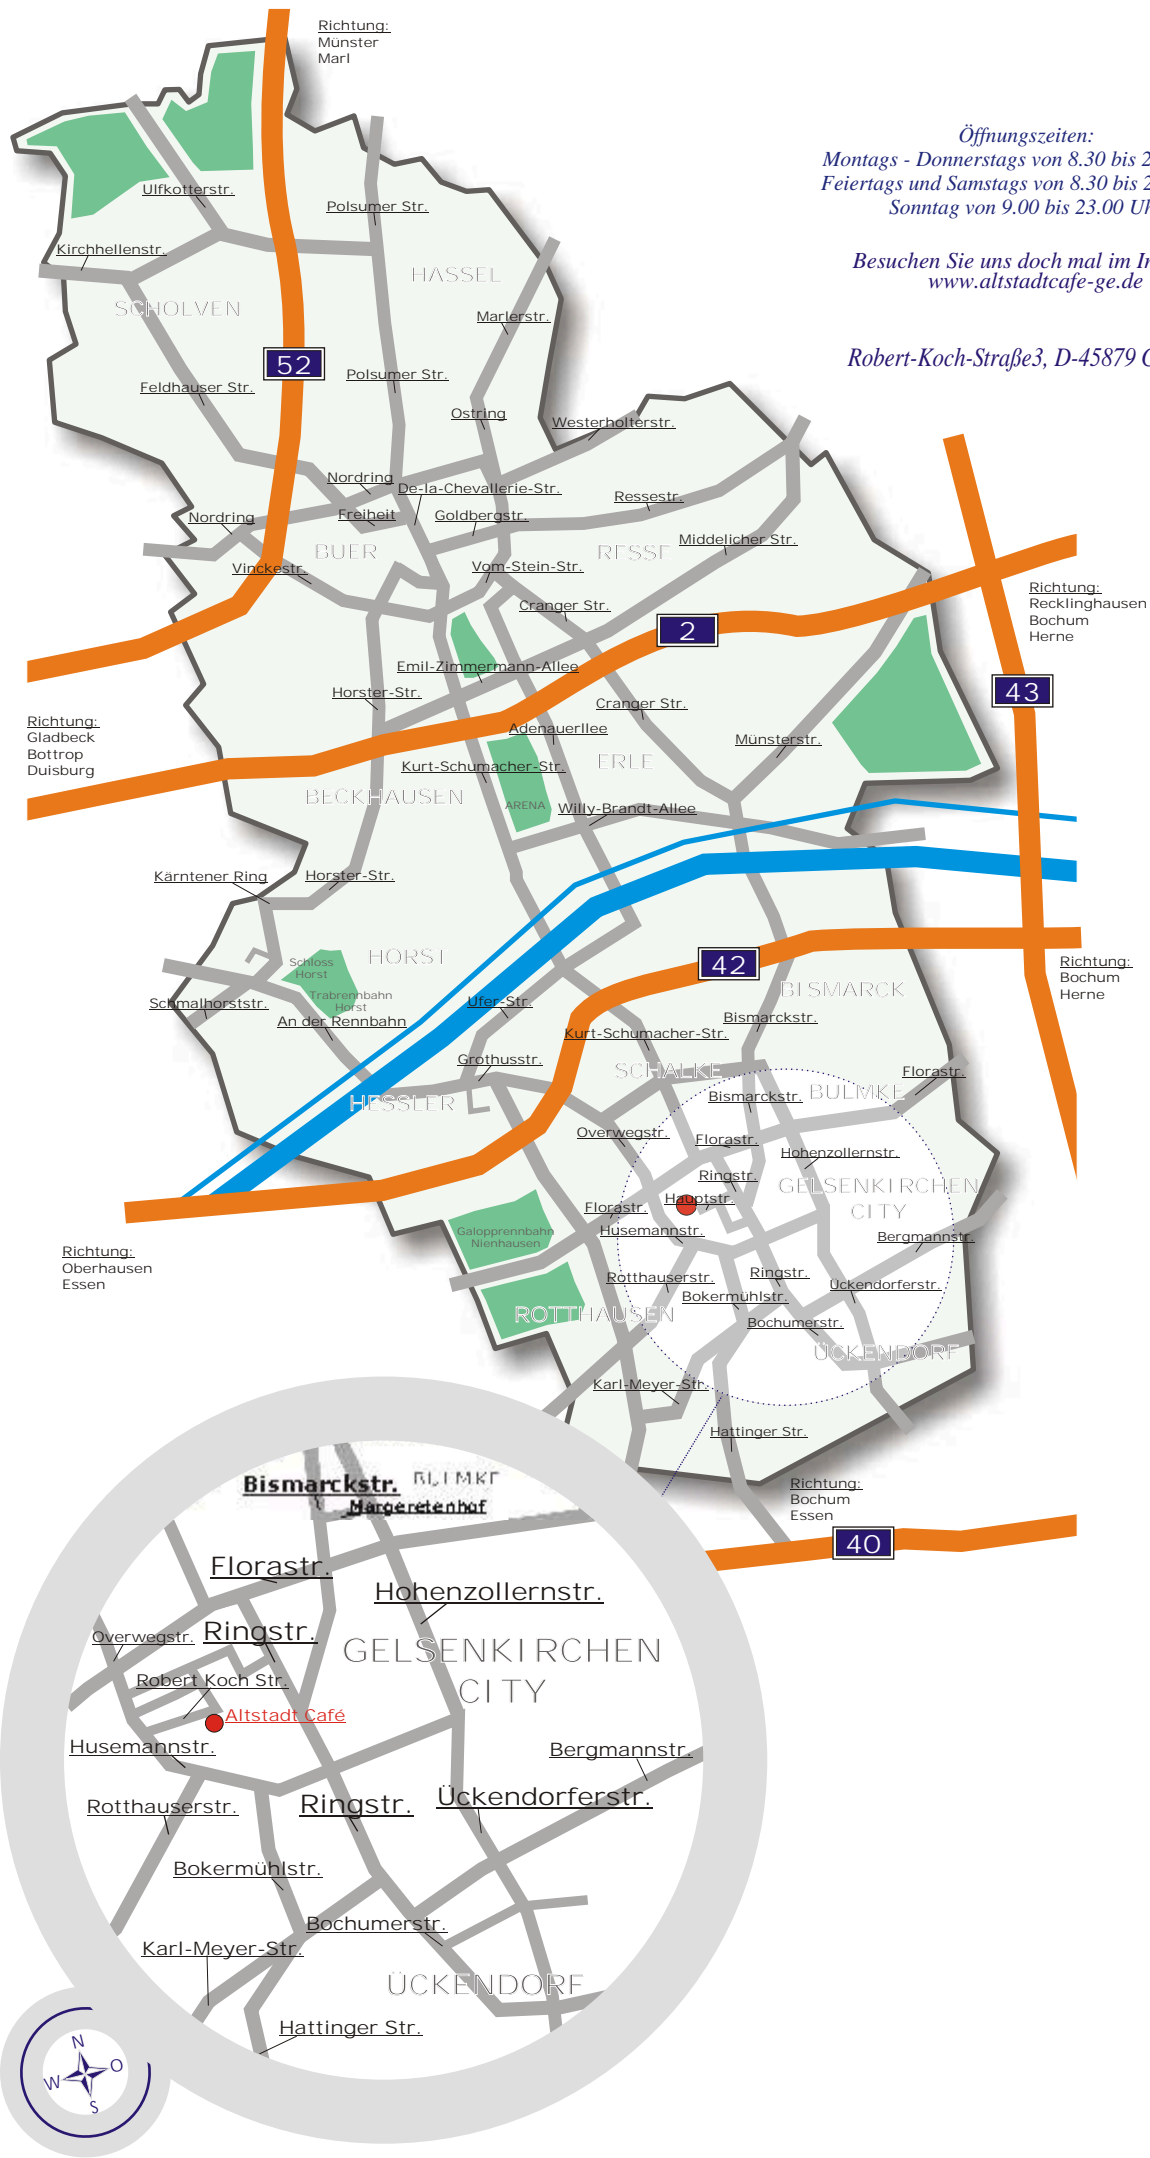 Richtung:
Münster
Marl
Öffnungszeiten:
Montags - Donnerstags von 8.30 bis
Feiertags und Samstags von 8.30 bis
Sonntag von 9.00 bis 23.00
Besuchen Sie uns doch mal im
www.altstadtcafe-ge.de
Robert-Koch-Straße3, D-45879
Ulfkotterstr.
Polsumer Str.
Kirchhellenstr.
HASSEL
SCHOLVEN
Marlerstr.
52
Polsumer Str.
Feldhauser Str.
Ostring
Westerholterstr.
Nordring
De-la-Chevallerie-Str.
Ressestr.
Nordring
Freiheit
Goldbergstr.
BUER
RESSE
Middelicher Str.
Vinckestr.
Vom-Stein-Str.
Cranger Str.
Richtung:
Recklinghausen
Bochum
Herne
2
Emil-Zimmermann-Allee
Horster-Str.
Cranger Str.
43
Richtung:
Gladbeck
Bottrop
Duisburg
Adenauerllee
Münsterstr.
Kurt-Schumacher-Str.
ERLE
BECKHAUSEN
ARENA
Willy-Brandt-Allee
Kärntener Ring
Horster-Str.
HORST
Schloss
Horst
42
Richtung:
Bochum
Herne
Trabrennbahn
Horst
Schmalhorststr.
An der Rennbahn
Ufer-Str.
BISMARCK
Bismarckstr.
Kurt-Schumacher-Str.
Grothusstr.
SCHALKE
Florastr.
HESSLER
Bismarckstr.
BULMKE
Overwegstr.
Florastr.
Hohenzollernstr.
Ringstr.
GELSENKIRCHEN
CITY
Hauptstr.
Florastr.
Husemannstr.
Bergmannstr.
Galopprennbahn
Nienhausen
Richtung:
Oberhausen
Essen
Rotthauserstr.
Ringstr.
Ückendorferstr.
Bokermühlstr.
ROTTHAUSEN
Bochumerstr.
ÜCKENDORF
Karl-Meyer-Str.
Hattinger Str.
Richtung:
Bochum
Essen
40
Bismarckstr.
BULMKE
Margeretenhof
Florastr.
Hohenzollernstr.
Overwegstr.
Ringstr.
GELSENKIRCHEN
CITY
Robert Koch Str.
Altstadt Café
Husemannstr.
Bergmannstr.
Rotthauserstr.
Ringstr.
Ückendorferstr.
Bokermühlstr.
Bochumerstr.
Karl-Meyer-Str.
ÜCKENDORF
Hattinger Str.
N
O
W
S